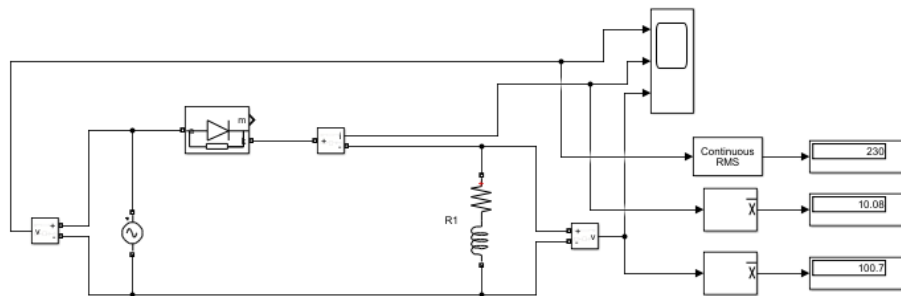 m
a
k
i
+
-
Continuous
RMS
230
v
+
-
R1
+
-
v
X
10.08
X
100.7